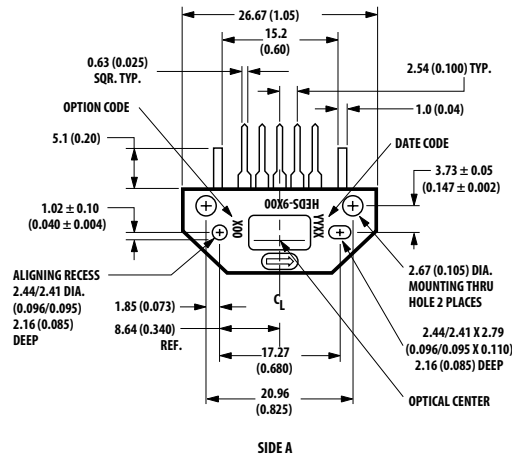 26.67 (1.05)
15.2
(0.60)
0.63 (0.025)
SQR. TYP.
2.54 (0.100) TYP.
OPTION CODE
1.0 (0.04)
5.1 (0.20)
DATE CODE
3.73 ± 0.05
(0.147 ± 0.002)
HEDS-9X00
X00
YYXX
1.02 ± 0.10
(0.040 ± 0.004)
ALIGNING RECESS
2.44/2.41 DIA.
(0.096/0.095)
2.16 (0.085)
DEEP
2.67 (0.105) DIA.
MOUNTING THRU
HOLE 2 PLACES
1.85 (0.073)
CL
8.64 (0.340)
REF.
2.44/2.41 X 2.79
(0.096/0.095 X 0.110)
2.16 (0.085) DEEP
17.27
(0.680)
20.96
(0.825)
OPTICAL CENTER
SIDE A